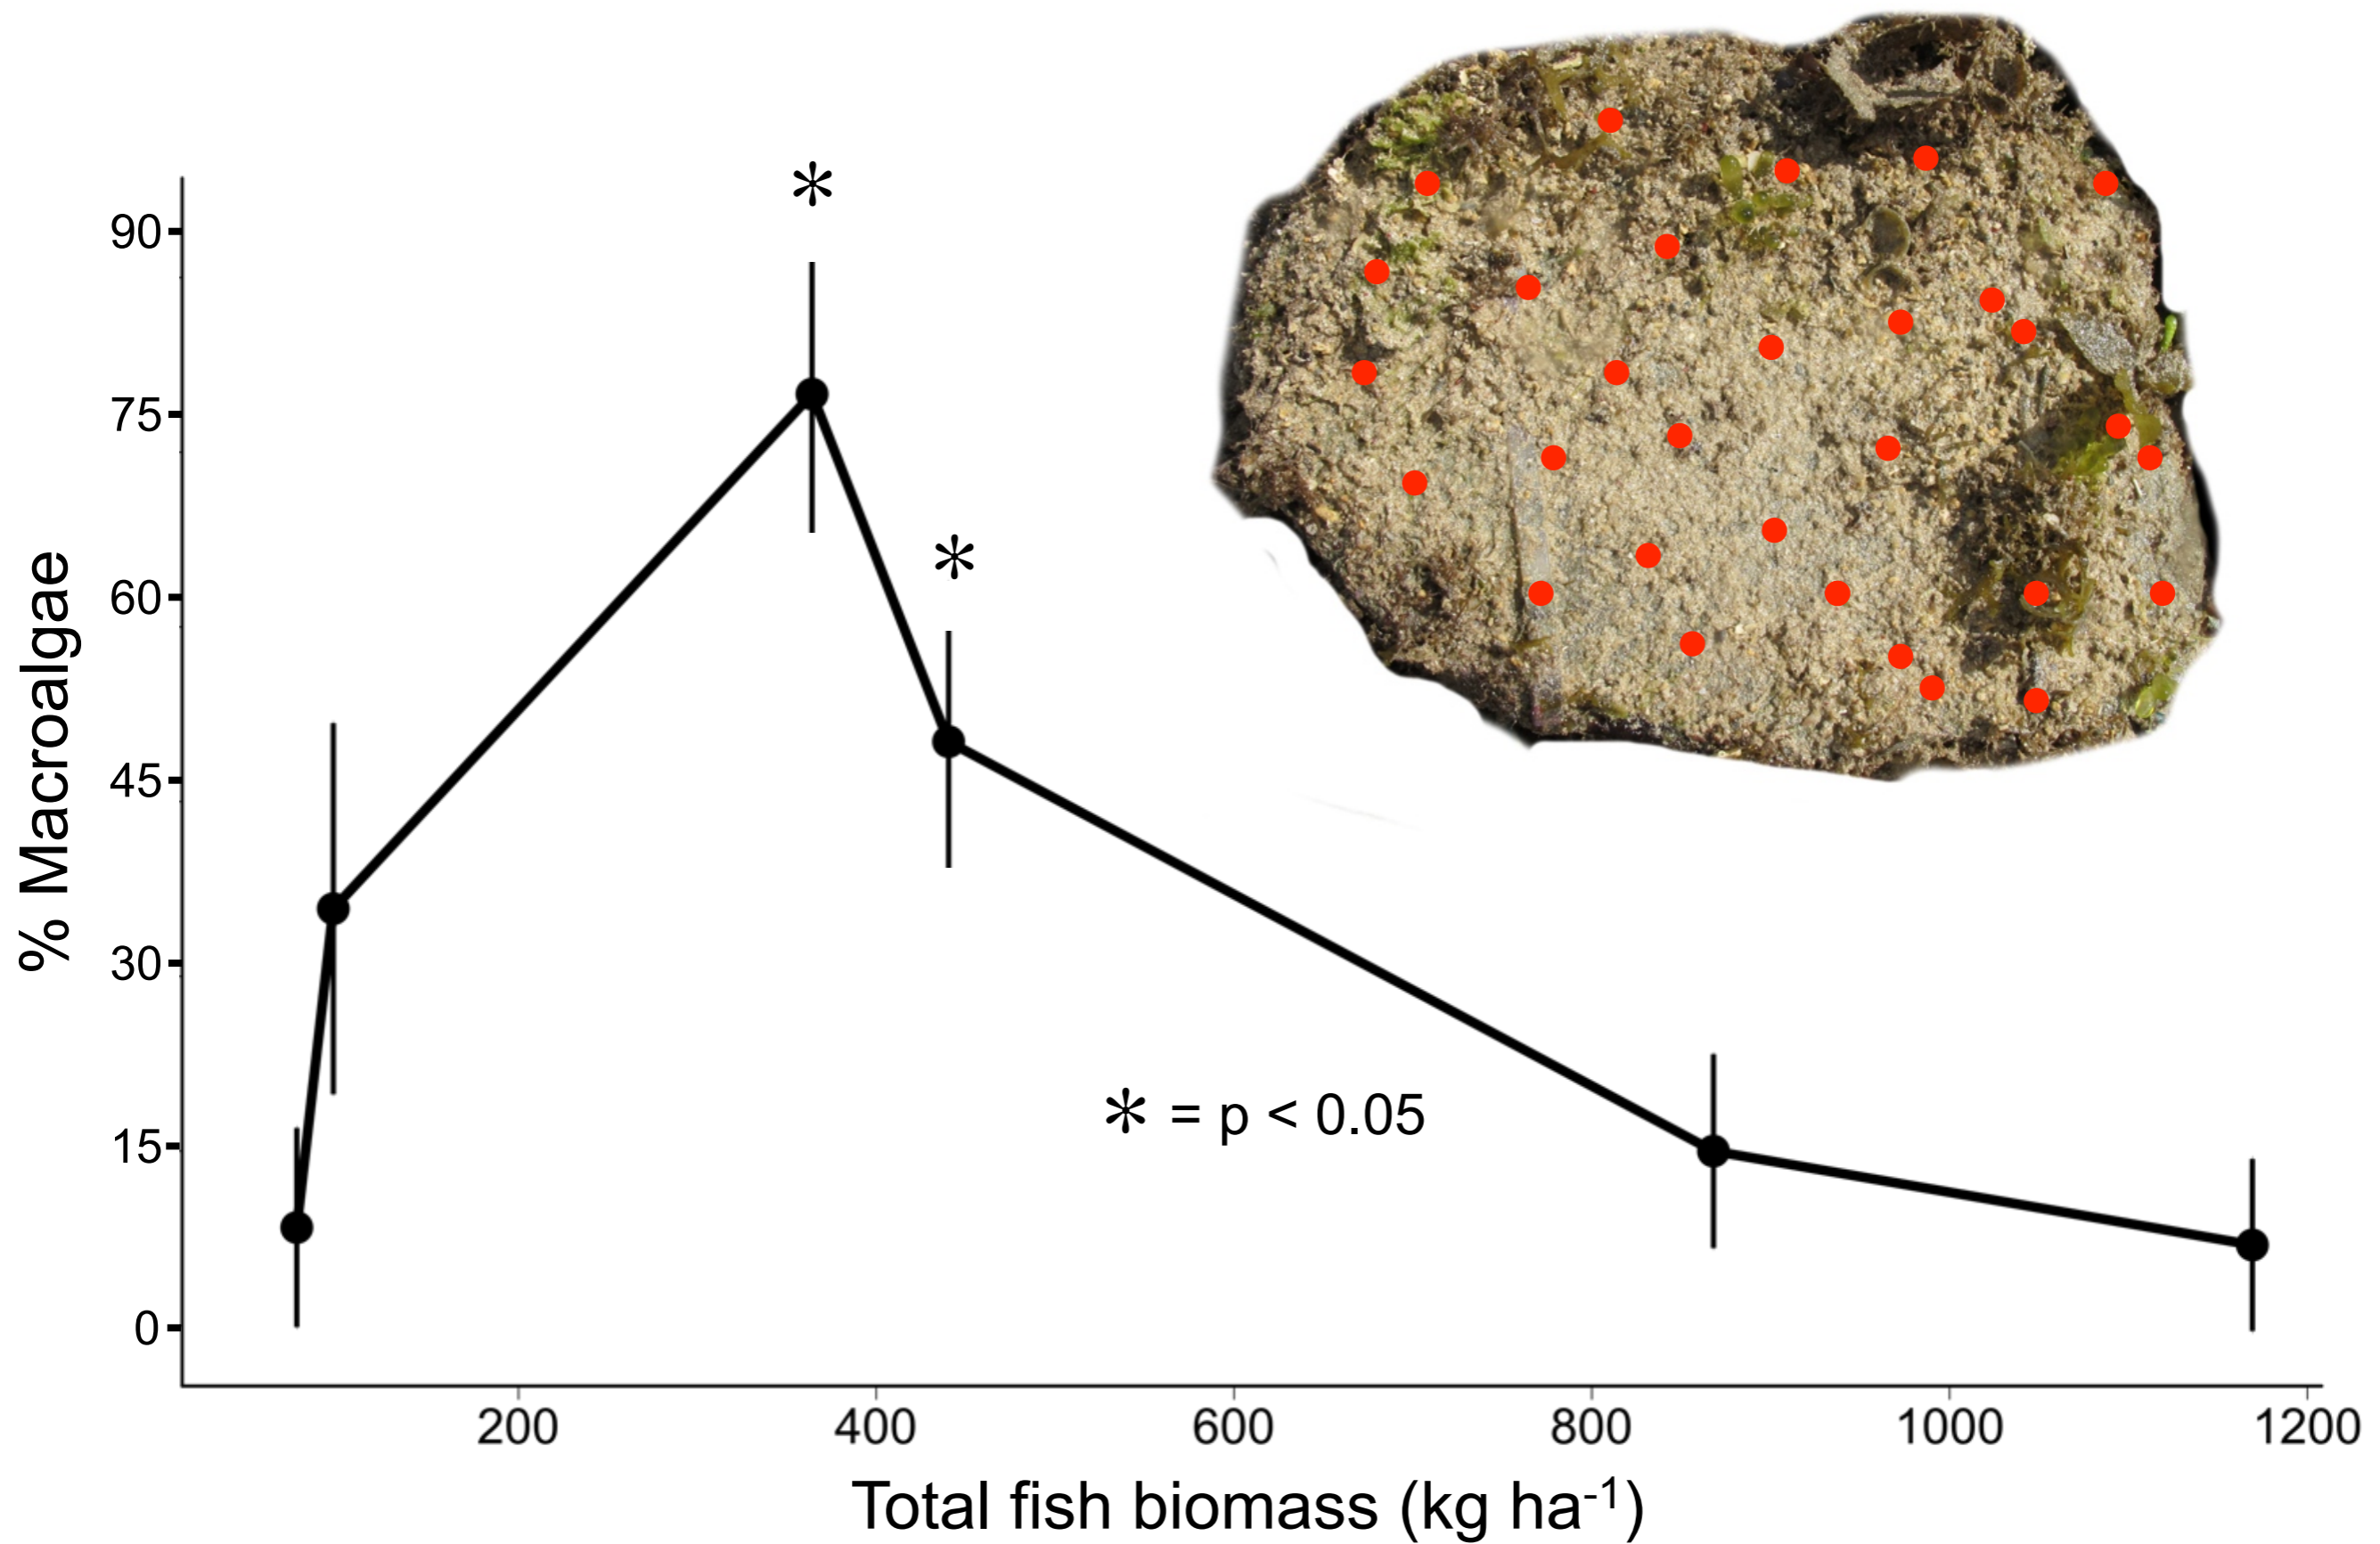 % Macroalgae
90
75
60
45
30
15
0
*
*
* = p < 0.05
200 400 600 800 1000 1200
Total fish biomass (kg ha⁻¹)